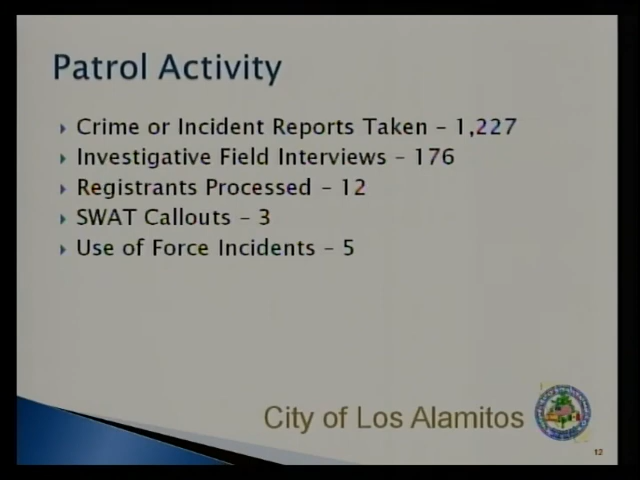 Patrol Activity
Crime or Incident Reports Taken – 1,227
Investigative Field Interviews – 176
Registrants Processed – 12
SWAT Callouts – 3
Use of Force Incidents – 5
City of Los Alamitos
12